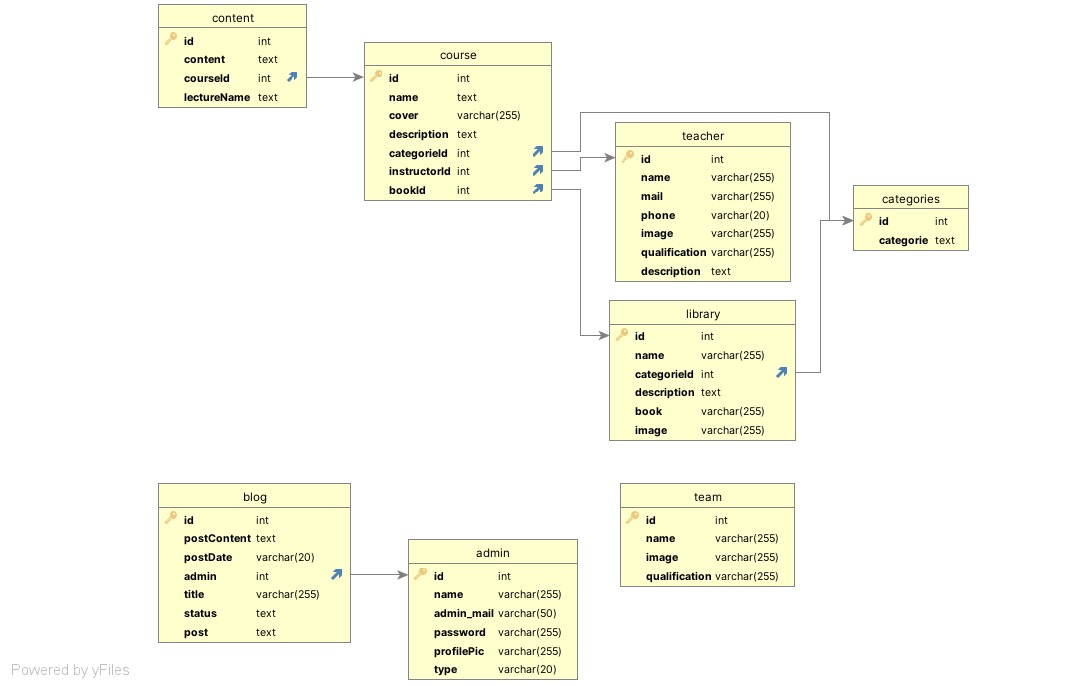 content
id int
content text
courseId int
lectureName text
course
id int
name text
cover varchar(255)
description text
categorieId int
instructorId int
bookId int
teacher
id int
name varchar(255)
mail varchar(255)
phone varchar(20)
image varchar(255)
qualification varchar(255)
description text
categories
id int
categorie text
library
id int
name varchar(255)
categorieId int
description text
book varchar(255)
image varchar(255)
blog
id int
postContent text
postDate varchar(20)
admin int
title varchar(255)
status text
post text
admin
id int
name varchar(255)
admin_mail varchar(50)
password varchar(255)
profilePic varchar(255)
type varchar(20)
team
id int
name varchar(255)
image varchar(255)
qualification varchar(255)
Powered by yFiles